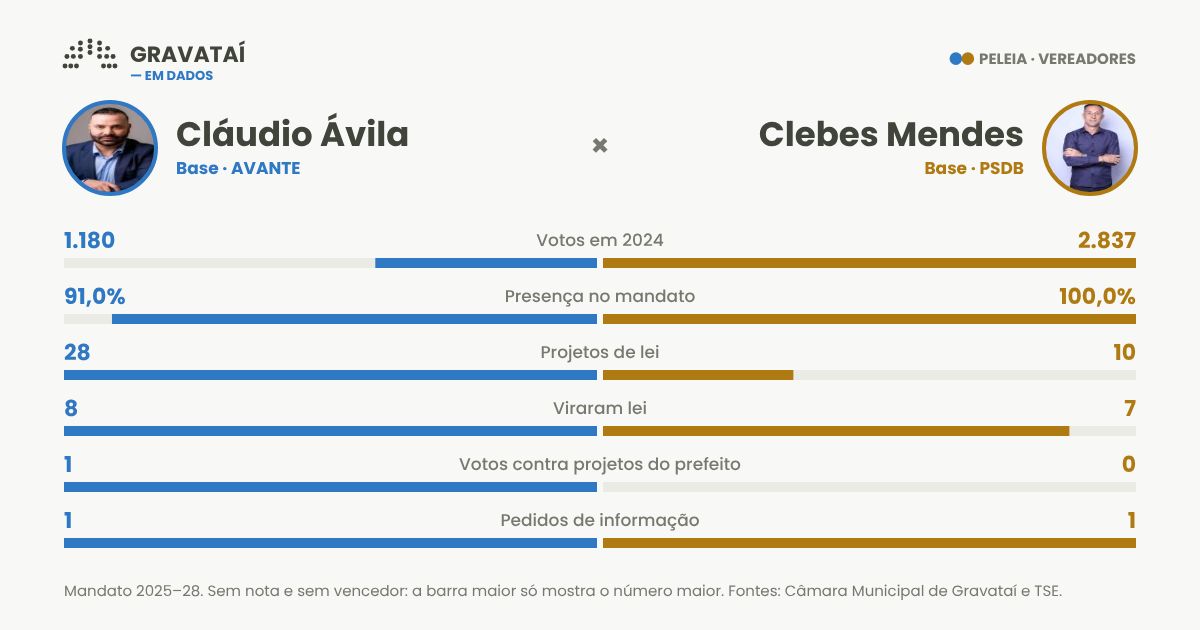 GRAVATAÍ
— EM DADOS
PELEIA · VEREADORES
Cláudio Ávila
Base · AVANTE
×
Clebes Mendes
Base · PSDB
1.180 Votos em 2024 2.837
91,0% Presença no mandato 100,0%
28 Projetos de lei 10
8 Viraram lei 7
1 Votos contra projetos do prefeito 0
1 Pedidos de informação 1
Mandato 2025–28. Sem nota e sem vencedor: a barra maior só mostra o número maior. Fontes: Câmara Municipal de Gravataí e TSE.